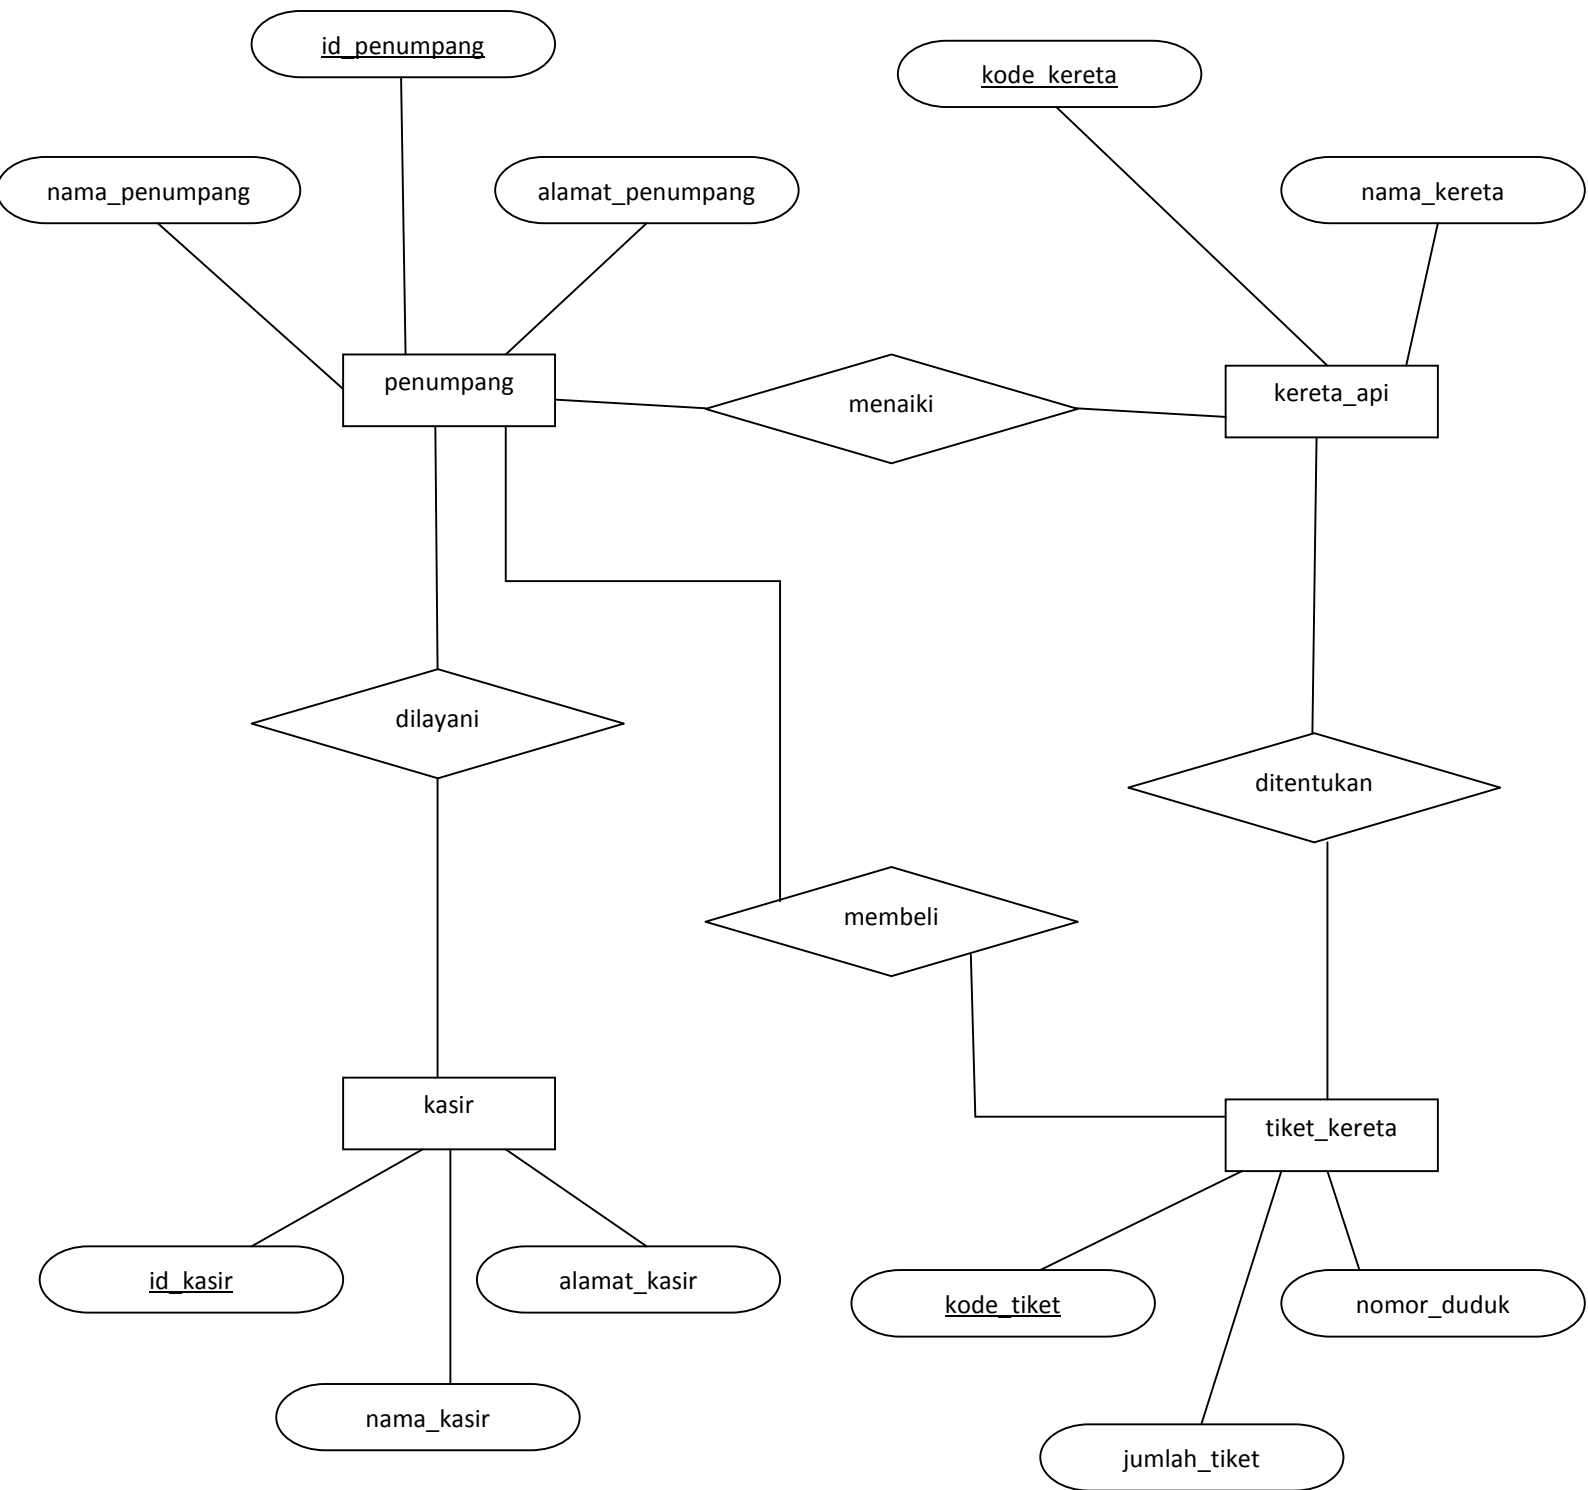 id_penumpang
kode_kereta
nama_penumpang
alamat_penumpang
nama_kereta
penumpang
menaiki
kereta_api
dilayani
ditentukan
membeli
kasir
tiket_kereta
id_kasir
alamat_kasir
kode_tiket
nomor_duduk
nama_kasir
jumlah_tiket